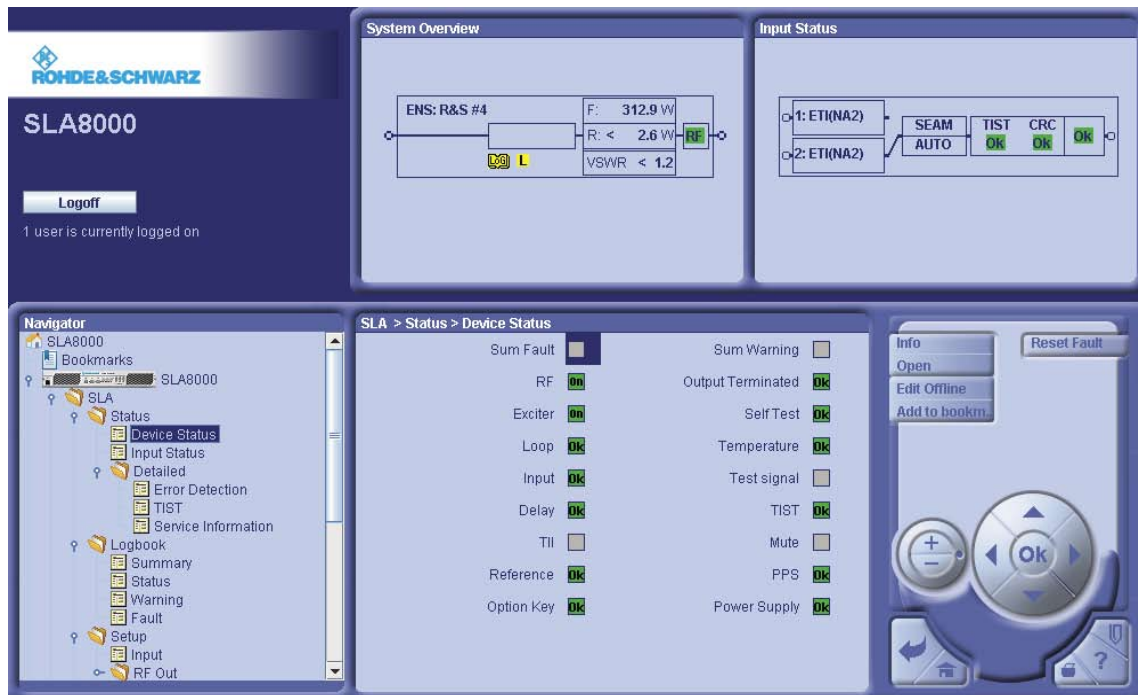 ROHDE&SCHWARZ
SLA8000
Logoff
1 user is currently logged on
System Overview
ENS: R&S #4
F: 312.9 W
R: < 2.6 W
RF
LOG L
VSWR < 1.2
Input Status
1: ETI(NA2)
2: ETI(NA2)
SEAM
AUTO
TIST CRC
Ok Ok
Ok
Navigator
SLA8000
Bookmarks
SLA8000
SLA
Status
Device Status
Input Status
Detailed
Error Detection
TIST
Service Information
Logbook
Summary
Status
Warning
Fault
Setup
Input
RF Out
SLA > Status > Device Status
Sum Fault
Sum Warning
RF On
Output Terminated Ok
Exciter On
Self Test Ok
Loop Ok
Temperature Ok
Input Ok
Test signal
Delay Ok
TIST Ok
TII
Mute
Reference Ok
PPS Ok
Option Key Ok
Power Supply Ok
Info
Open
Edit Offline
Add to bookm.
Reset Fault
+
−
Ok
?